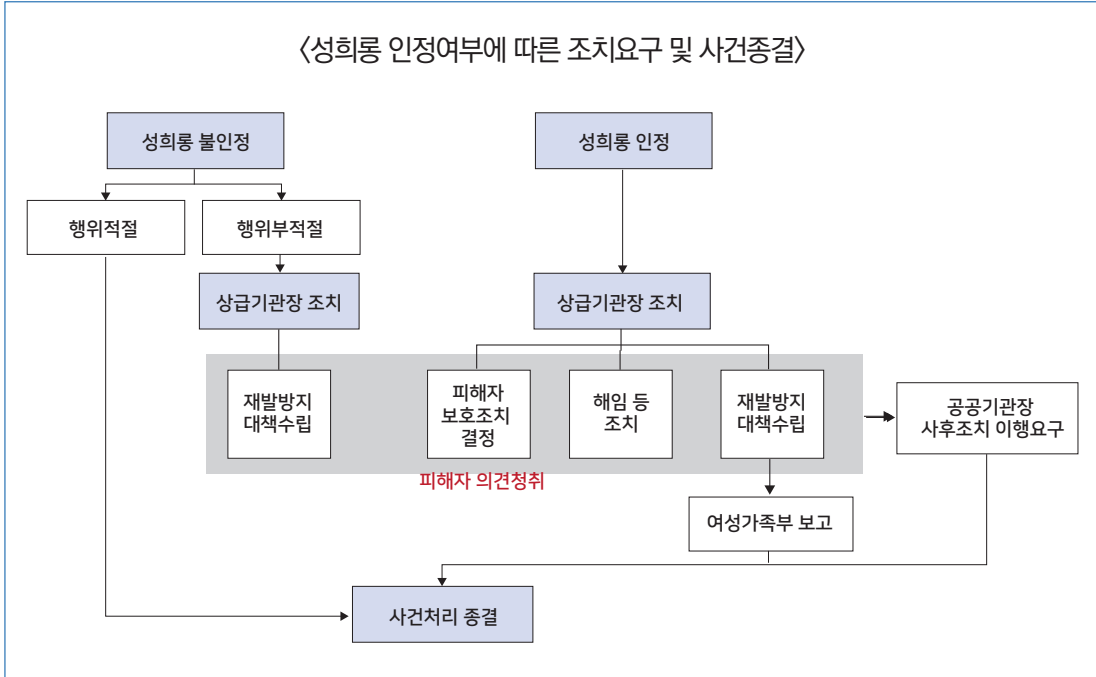 〈성희롱 인정여부에 따른 조치요구 및 사건종결〉
성희롱 불인정
성희롱 인정
행위적절
행위부적절
상급기관장 조치
상급기관장 조치
재발방지
대책수립
피해자
보호조치
결정
해임 등
조치
재발방지
대책수립
공공기관장
사후조치 이행요구
피해자 의견청취
여성가족부 보고
사건처리 종결